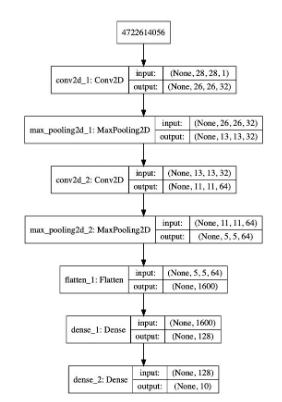 4722614056
conv2d_1: Conv2D
input: (None, 28, 28, 1)
output: (None, 26, 26, 32)
max_pooling2d_1: MaxPooling2D
input: (None, 26, 26, 32)
output: (None, 13, 13, 32)
conv2d_2: Conv2D
input: (None, 13, 13, 32)
output: (None, 11, 11, 64)
max_pooling2d_2: MaxPooling2D
input: (None, 11, 11, 64)
output: (None, 5, 5, 64)
flatten_1: Flatten
input: (None, 5, 5, 64)
output: (None, 1600)
dense_1: Dense
input: (None, 1600)
output: (None, 128)
dense_2: Dense
input: (None, 128)
output: (None, 10)